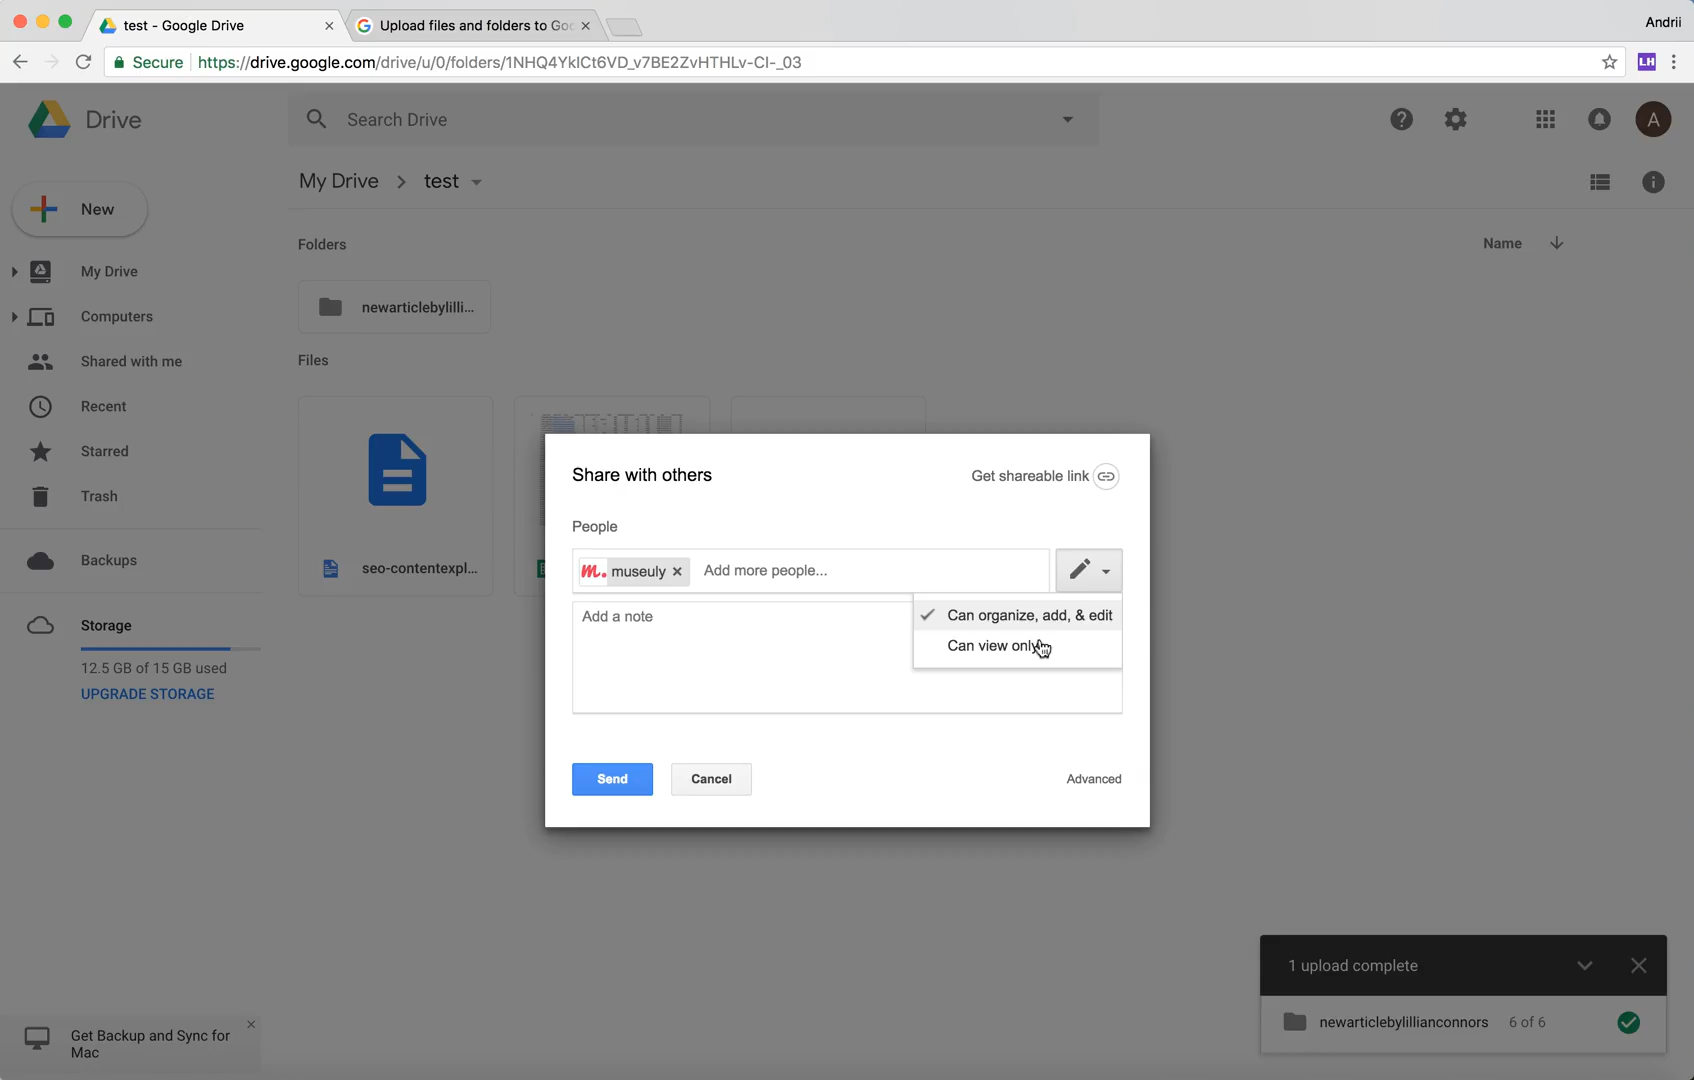 test - Google Drive
Upload files and folders to Goo
Andrii
Secure
https://drive.google.com/drive/u/0/folders/1NHQ4YkICt6VD_v7BE2ZvHTHLv-CI-_03
LH
Drive
Search Drive
A
My Drive > test
New
Folders
Name
My Drive
newarticlebylilli...
Computers
Files
Shared with me
Recent
Starred
Share with others
Get shareable link
Trash
People
Backups
seo-contentexpl...
m. museuly
Add more people...
Add a note
Can organize, add, & edit
Can view only
Storage
12.5 GB of 15 GB used
UPGRADE STORAGE
Send
Cancel
Advanced
1 upload complete
newarticlebylillianconnors 6 of 6
Get Backup and Sync for
Mac